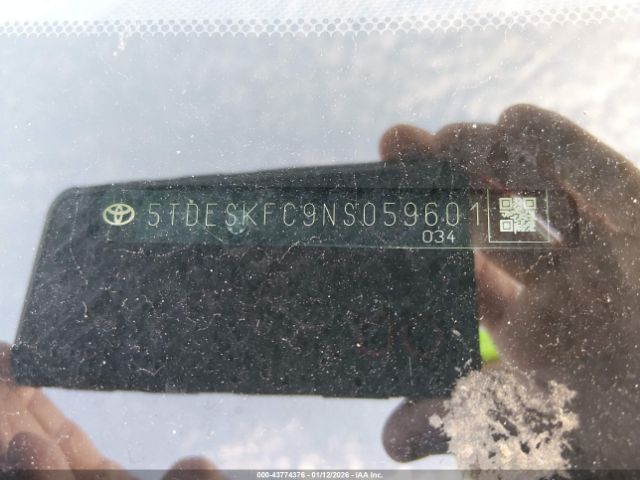 5TDESKFC9NS059601
034
000-43774376 - 01/12/2026 - IAA Inc.